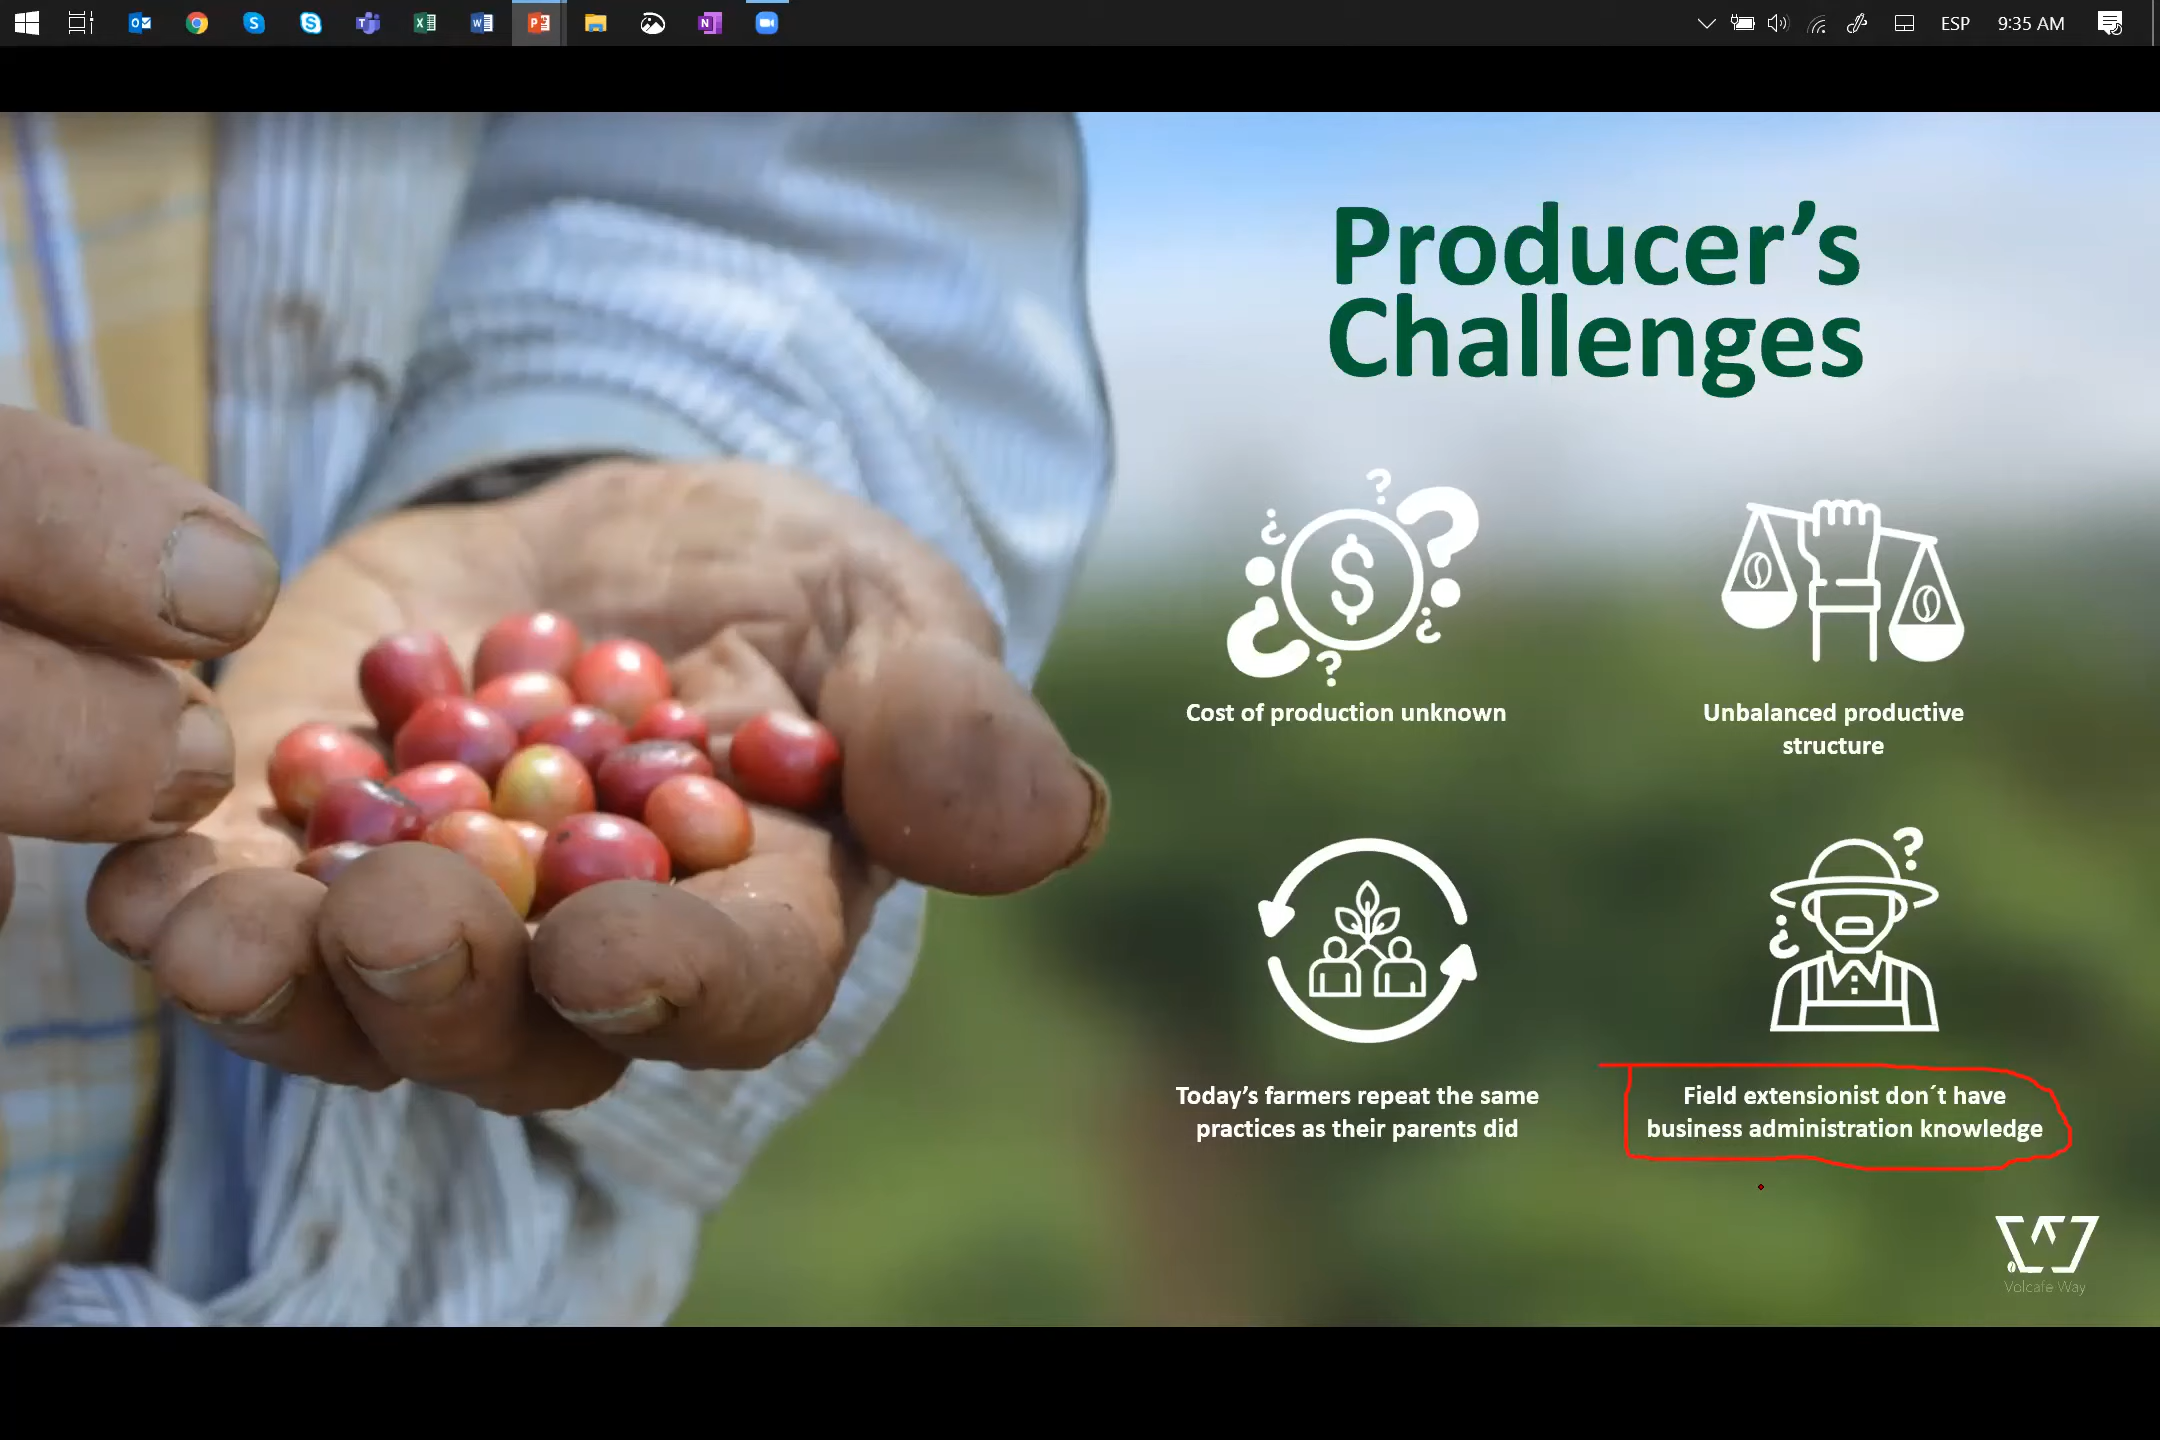 ESP
9:35 AM
Producer’s
Challenges
Cost of production unknown
Unbalanced productive
structure
Today’s farmers repeat the same
practices as their parents did
Field extensionist don´t have
business administration knowledge
Volcafe Way